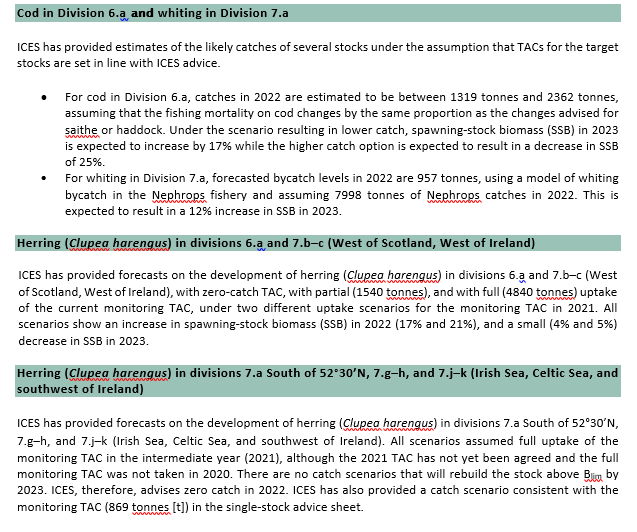 Cod in Division 6.a and whiting in Division 7.a
ICES has provided estimates of the likely catches of several stocks under the assumption that TACs for the target
stocks are set in line with ICES advice.
• For cod in Division 6.a, catches in 2022 are estimated to be between 1319 tonnes and 2362 tonnes,
assuming that the fishing mortality on cod changes by the same proportion as the changes advised for
saithe or haddock. Under the scenario resulting in lower catch, spawning-stock biomass (SSB) in 2023
is expected to increase by 17% while the higher catch option is expected to result in a decrease in SSB
of 25%.
• For whiting in Division 7.a, forecasted bycatch levels in 2022 are 957 tonnes, using a model of whiting
bycatch in the Nephrops fishery and assuming 7998 tonnes of Nephrops catches in 2022. This is
expected to result in a 12% increase in SSB in 2023.
Herring (Clupea harengus) in divisions 6.a and 7.b–c (West of Scotland, West of Ireland)
ICES has provided forecasts on the development of herring (Clupea harengus) in divisions 6.a and 7.b–c (West
of Scotland, West of Ireland), with zero-catch TAC, with partial (1540 tonnes), and with full (4840 tonnes) uptake
of the current monitoring TAC, under two different uptake scenarios for the monitoring TAC in 2021. All
scenarios show an increase in spawning-stock biomass (SSB) in 2022 (17% and 21%), and a small (4% and 5%)
decrease in SSB in 2023.
Herring (Clupea harengus) in divisions 7.a South of 52°30’N, 7.g–h, and 7.j–k (Irish Sea, Celtic Sea, and
southwest of Ireland)
ICES has provided forecasts on the development of herring (Clupea harengus) in divisions 7.a South of 52°30’N,
7.g–h, and 7.j–k (Irish Sea, Celtic Sea, and southwest of Ireland). All scenarios assumed full uptake of the
monitoring TAC in the intermediate year (2021), although the 2021 TAC has not yet been agreed and the full
monitoring TAC was not taken in 2020. There are no catch scenarios that will rebuild the stock above Blim by
2023. ICES, therefore, advises zero catch in 2022. ICES has also provided a catch scenario consistent with the
monitoring TAC (869 tonnes [t]) in the single-stock advice sheet.